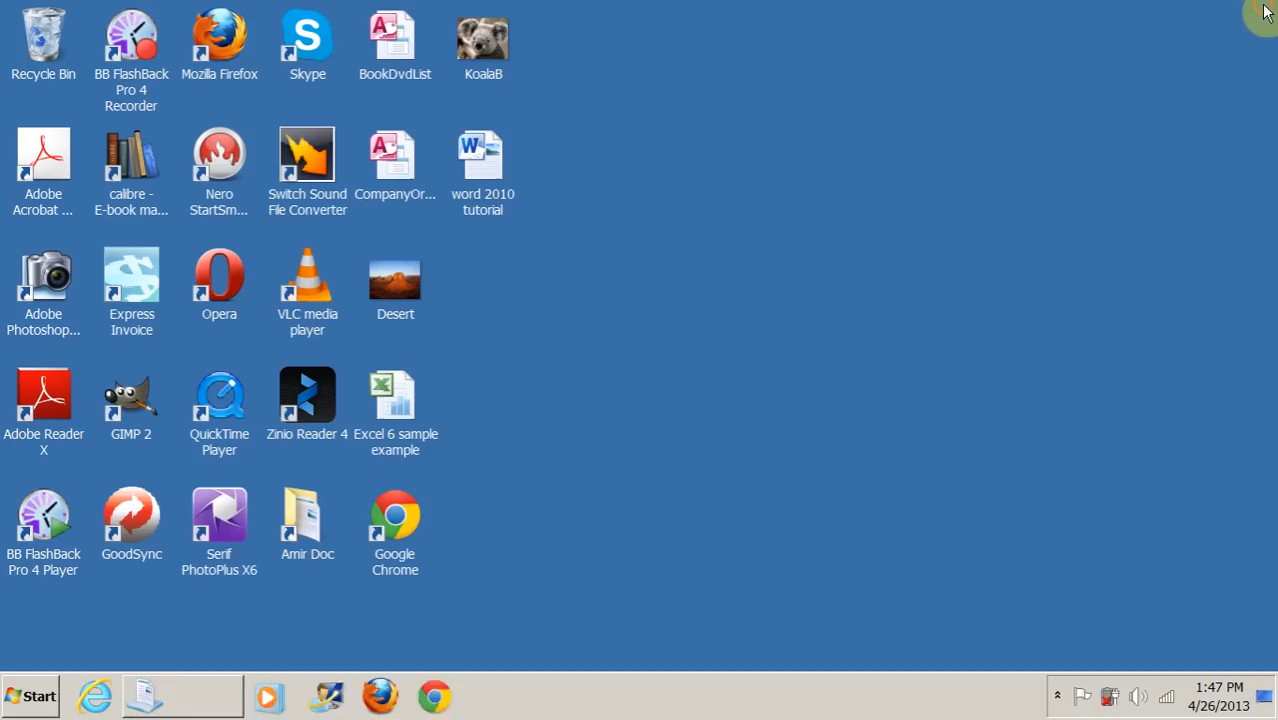 Recycle Bin
BB FlashBack
Pro 4
Recorder
Mozilla Firefox
Skype
BookDvdList
KoalaB
Adobe
Acrobat ...
calibre -
E-book ma...
Nero
StartSm...
Switch Sound
File Converter
CompanyOr...
word 2010
tutorial
Adobe
Photoshop...
Express
Invoice
Opera
VLC media
player
Desert
Adobe Reader
X
GIMP 2
QuickTime
Player
Zinio Reader 4
Excel 6 sample
example
BB FlashBack
Pro 4 Player
GoodSync
Serif
PhotoPlus X6
Amir Doc
Google
Chrome
Start
1:47 PM
4/26/2013